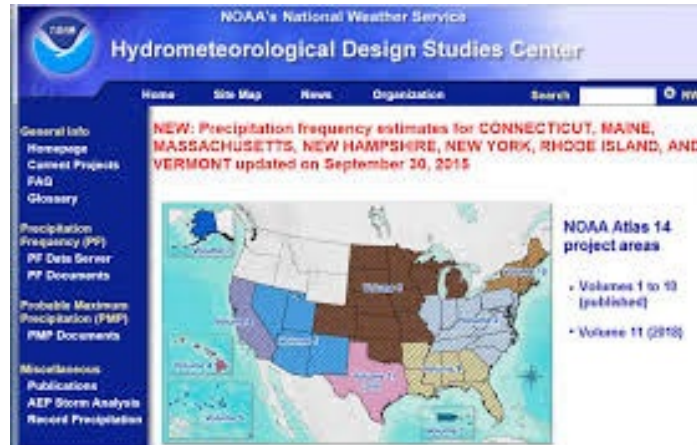 NOAA's National Weather Service
Hydrometeorological Design Studies Center
Home Site Map News Organization Search
General Info
Homepage
Current Projects
FAQ
Glossary
Precipitation
Frequency (PF)
PF Data Server
PF Documents
Probable Maximum
Precipitation (PMP)
PMP Documents
Miscellaneous
Publications
AEP Storm Analysis
Record Precipitation
NEW: Precipitation frequency estimates for CONNECTICUT, MAINE,
MASSACHUSETTS, NEW HAMPSHIRE, NEW YORK, RHODE ISLAND, AND
VERMONT updated on September 30, 2015
NOAA Atlas 14
project areas
Volumes 1 to 10
(published)
Volume 11 (2018)